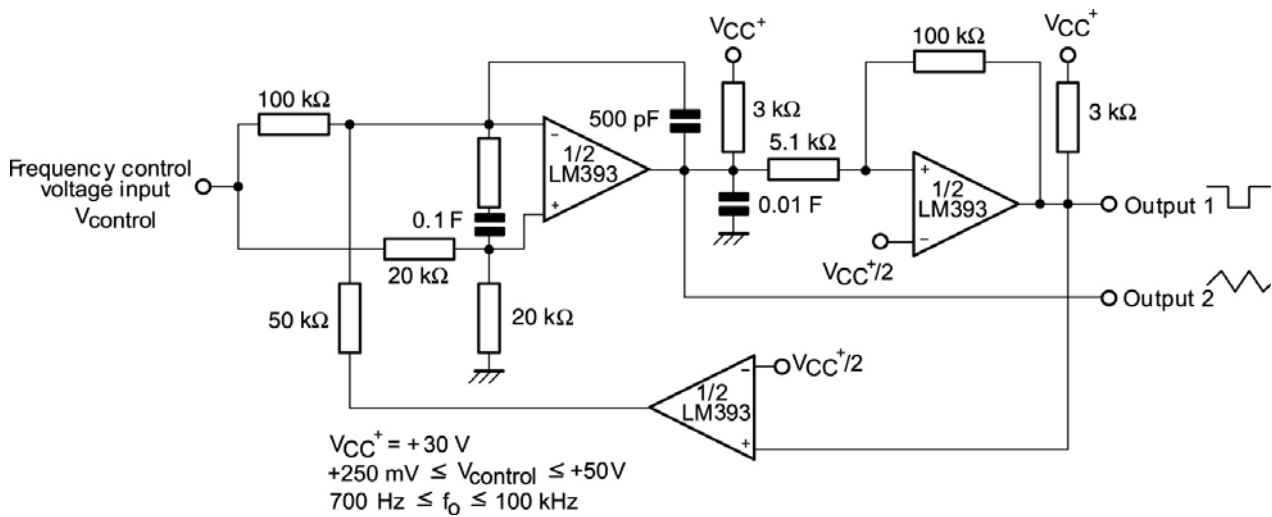 VCC+
VCC+
100 kΩ
100 kΩ
500 pF
3 kΩ
3 kΩ
5.1 kΩ
Frequency control
voltage input
Vcontrol
−
1/2
LM393
+
+
1/2
LM393
−
0.1 F
0.01 F
Output 1
20 kΩ
VCC+/2
Output 2
50 kΩ
20 kΩ
VCC+/2
−
1/2
LM393
+
VCC+ = +30 V
+250 mV ≤ Vcontrol ≤ +50V
700 Hz ≤ fo ≤ 100 kHz